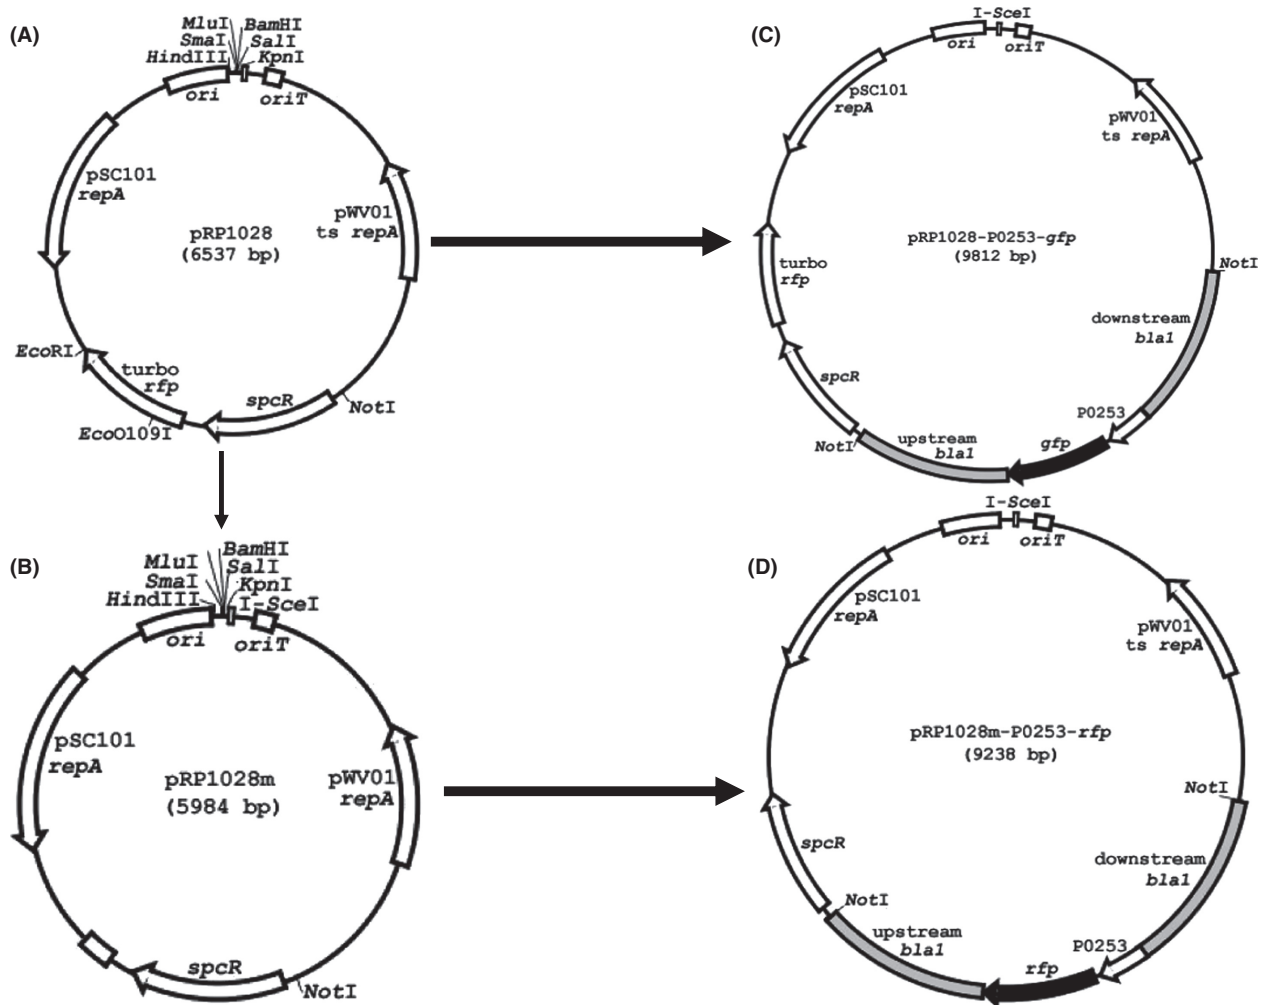 (A)
MluI
BamHI
SmaI
SalI
HindIII
KpnI
ori
oriT
pSC101
repA
pWV01
ts repA
pRP1028
(6537 bp)
EcoRI
turbo
rfp
spcR
NotI
EcoO109I
(C)
I-SceI
ori
oriT
pSC101
repA
pWV01
ts repA
pRP1028-P0253-gfp
(9812 bp)
turbo
rfp
NotI
downstream
bla1
spcR
P0253
NotI
upstream
bla1
gfp
(B)
MluI
BamHI
SmaI
SalI
HindIII
KpnI
I-SceI
ori
oriT
pSC101
repA
pRP1028m
(5984 bp)
pWV01
repA
spcR
NotI
(D)
I-SceI
ori
oriT
pSC101
repA
pWV01
ts repA
pRP1028m-P0253-rfp
(9238 bp)
NotI
spcR
downstream
bla1
NotI
upstream
bla1
P0253
rfp